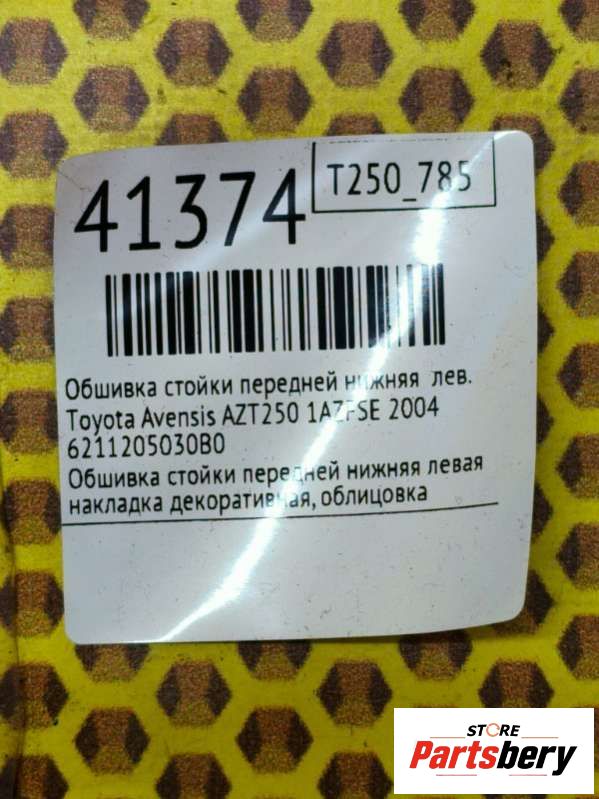 41374
T250_785
Обшивка стойки передней нижняя лев.
Toyota Avensis AZT250 1AZFSE 2004
6211205030B0
Обшивка стойки передней нижняя левая
накладка декоративная, облицовка
STORE
Partsbery